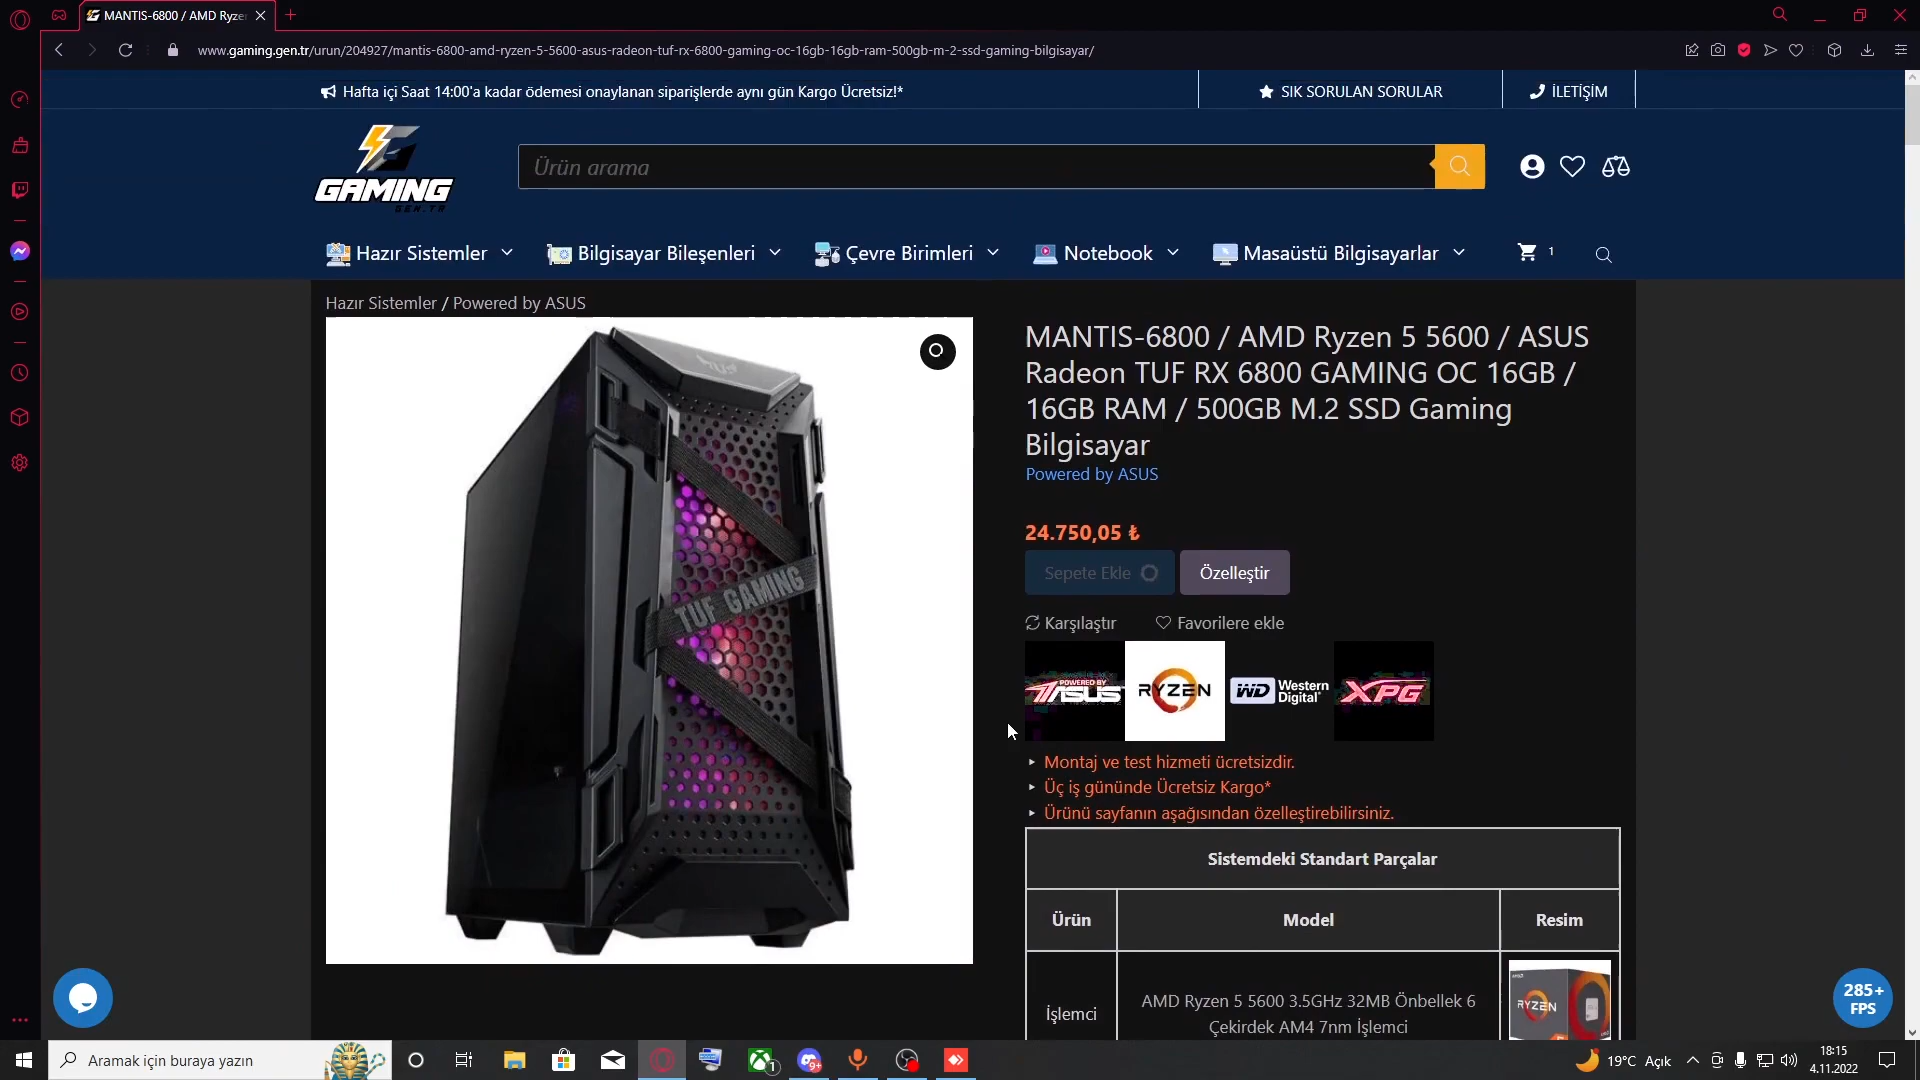 MANTIS-6800 / AMD Ryze
www.gaming.gen.tr/urun/204927/mantis-6800-amd-ryzen-5-5600-asus-radeon-tuf-rx-6800-gaming-oc-16gb-16gb-ram-500gb-m-2-ssd-gaming-bilgisayar/
Hafta içi Saat 14:00'a kadar ödemesi onaylanan siparişlerde aynı gün Kargo Ücretsiz!*
SIK SORULAN SORULAR
İLETİŞİM
GAMING
GEN.TR
Ürün arama
Hazır Sistemler
Bilgisayar Bileşenleri
Çevre Birimleri
Notebook
Masaüstü Bilgisayarlar
1
Hazır Sistemler / Powered by ASUS
TUF GAMING
MANTIS-6800 / AMD Ryzen 5 5600 / ASUS
Radeon TUF RX 6800 GAMING OC 16GB /
16GB RAM / 500GB M.2 SSD Gaming
Bilgisayar
Powered by ASUS
24.750,05 ₺
Sepete Ekle
Özelleştir
Karşılaştır
Favorilere ekle
POWERED BY
ASUS
RYZEN
WD Western
Digital
XPG
Montaj ve test hizmeti ücretsizdir.
Üç iş gününde Ücretsiz Kargo*
Ürünü sayfanın aşağısından özelleştirebilirsiniz.
Sistemdeki Standart Parçalar
Ürün
Model
Resim
İşlemci
AMD Ryzen 5 5600 3.5GHz 32MB Önbellek 6
Çekirdek AM4 7nm İşlemci
RYZEN
285+
FPS
Aramak için buraya yazın
1
9+
19°C Açık
18:15
4.11.2022